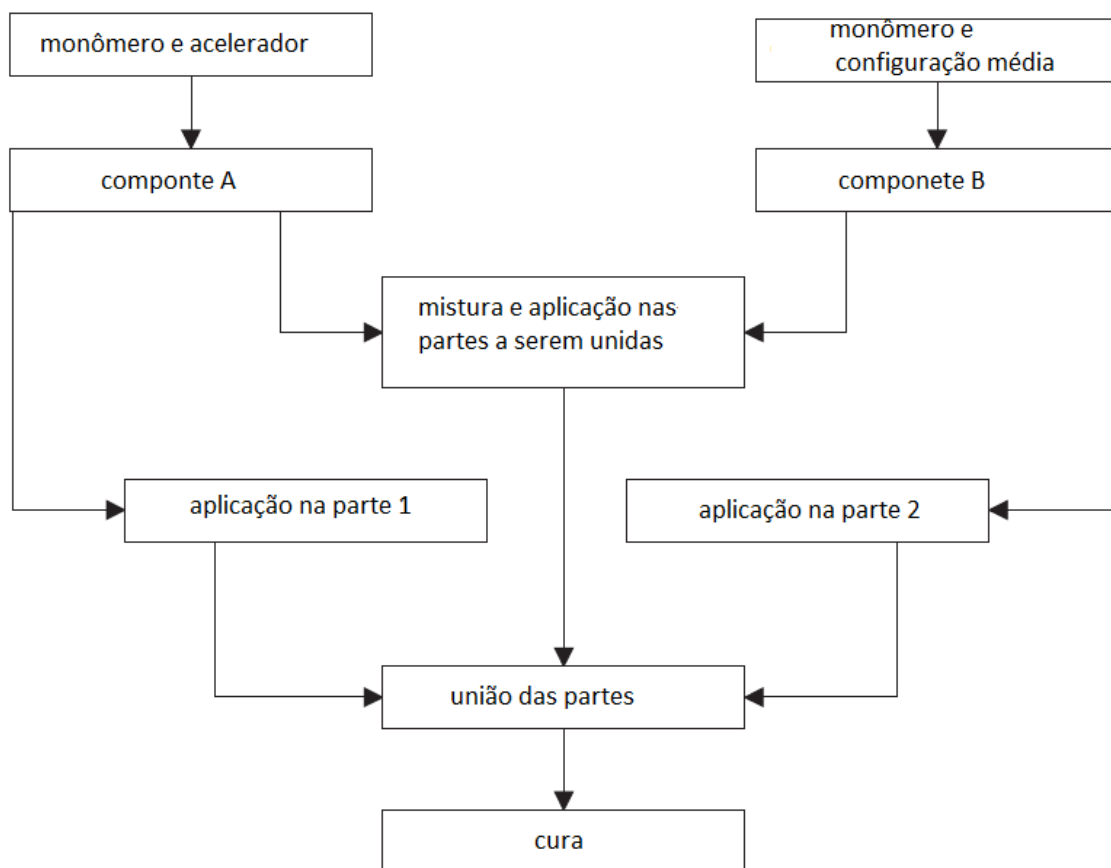 monômero e acelerador
monômero e
configuração média
componte A
componete B
mistura e aplicação nas
partes a serem unidas
aplicação na parte 1
aplicação na parte 2
união das partes
cura